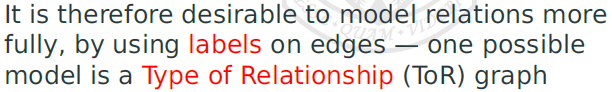 It is therefore desirable to model relations more
fully, by using labels on edges — one possible
model is a Type of Relationship (ToR) graph